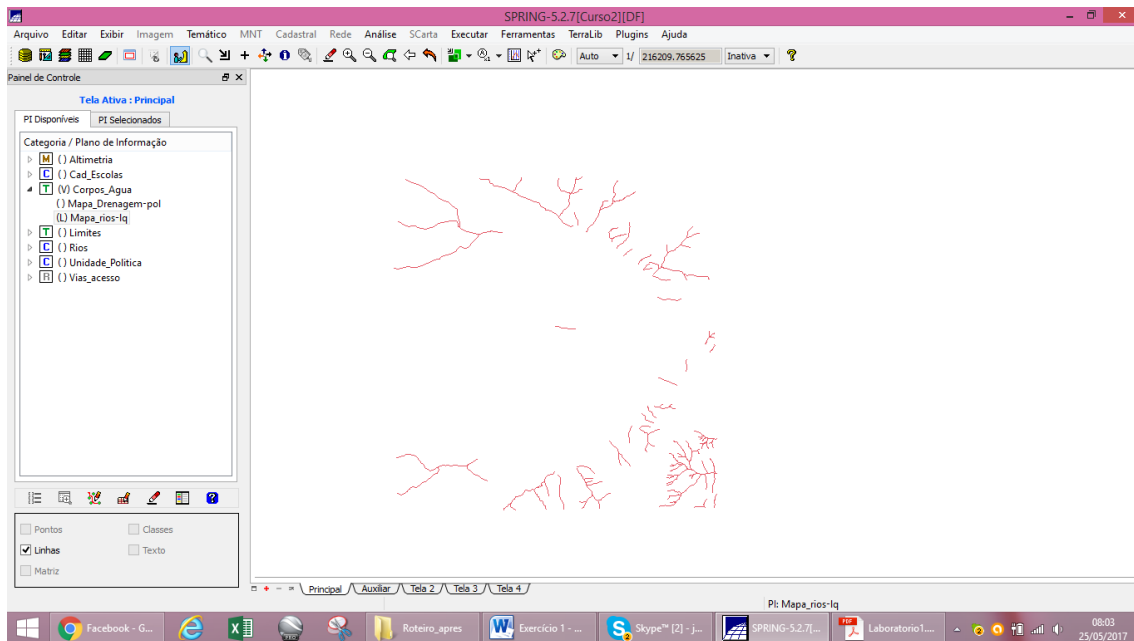 SPRING-5.2.7[Curso2][DF]
Arquivo Editar Exibir Imagem Temático MNT Cadastral Rede Análise SCarta Executar Ferramentas TerraLib Plugins Ajuda
Auto 1/ 216209.765625 Inativa
Painel de Controle
Tela Ativa : Principal
PI Disponíveis PI Selecionados
Categoria / Plano de Informação
M () Altimetria
C () Cad_Escolas
T (V) Corpos_Agua
() Mapa_Drenagem-pol
(L) Mapa_rios-lq
T () Limites
C () Rios
C () Unidade_Politica
R () Vias_acesso
Pontos Classes
Linhas Texto
Matriz
Principal Auxiliar Tela 2 Tela 3 Tela 4
PI: Mapa_rios-lq
Facebook - G... Roteiro_apres Exercício 1 - ... Skype™ [2] - j... SPRING-5.2.7[... Laboratorio1....
08:03
25/05/2017